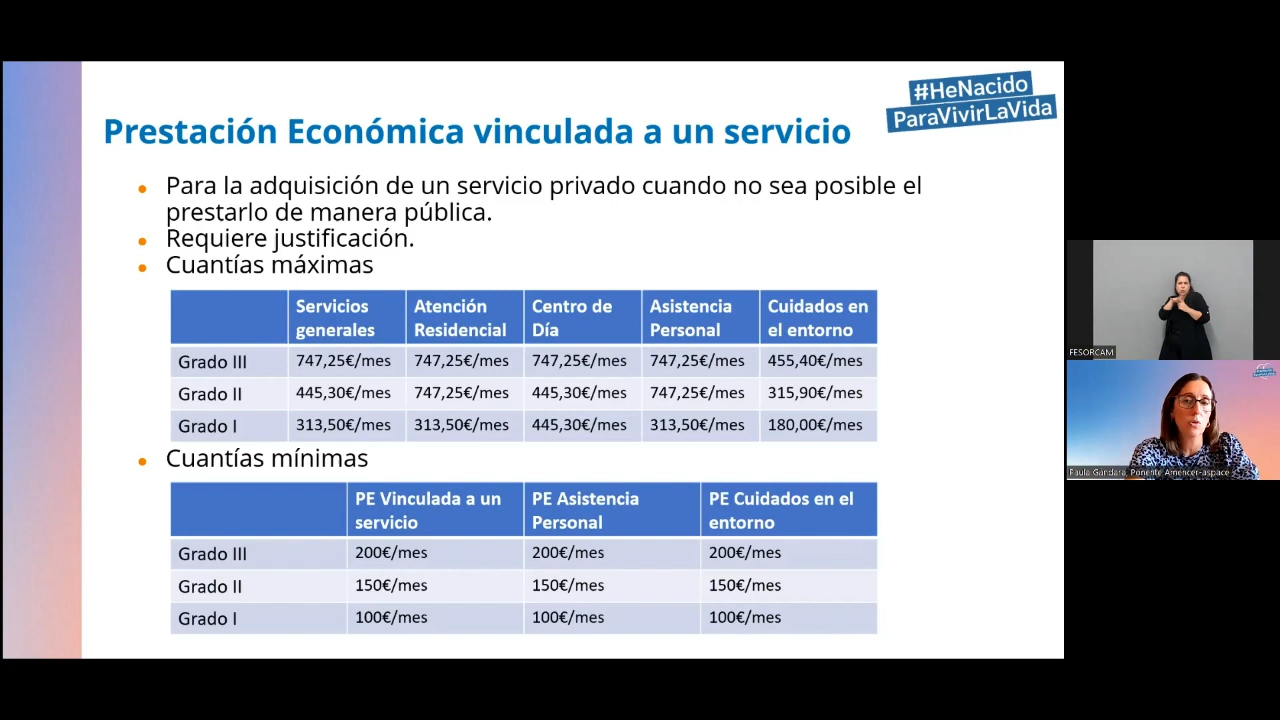 #HeNacido
ParaVivirLaVida
Prestación Económica vinculada a un servicio
Para la adquisición de un servicio privado cuando no sea posible el
prestarlo de manera pública.
Requiere justificación.
Cuantías máximas
Servicios generales Atención Residencial Centro de Día Asistencia Personal Cuidados en el entorno
Grado III 747,25€/mes 747,25€/mes 747,25€/mes 747,25€/mes 455,40€/mes
Grado II 445,30€/mes 747,25€/mes 445,30€/mes 747,25€/mes 315,90€/mes
Grado I 313,50€/mes 313,50€/mes 445,30€/mes 313,50€/mes 180,00€/mes
Cuantías mínimas
PE Vinculada a un servicio PE Asistencia Personal PE Cuidados en el entorno
Grado III 200€/mes 200€/mes 200€/mes
Grado II 150€/mes 150€/mes 150€/mes
Grado I 100€/mes 100€/mes 100€/mes
FESORCAM
Paula Gándara, Ponente Amencer-aspace